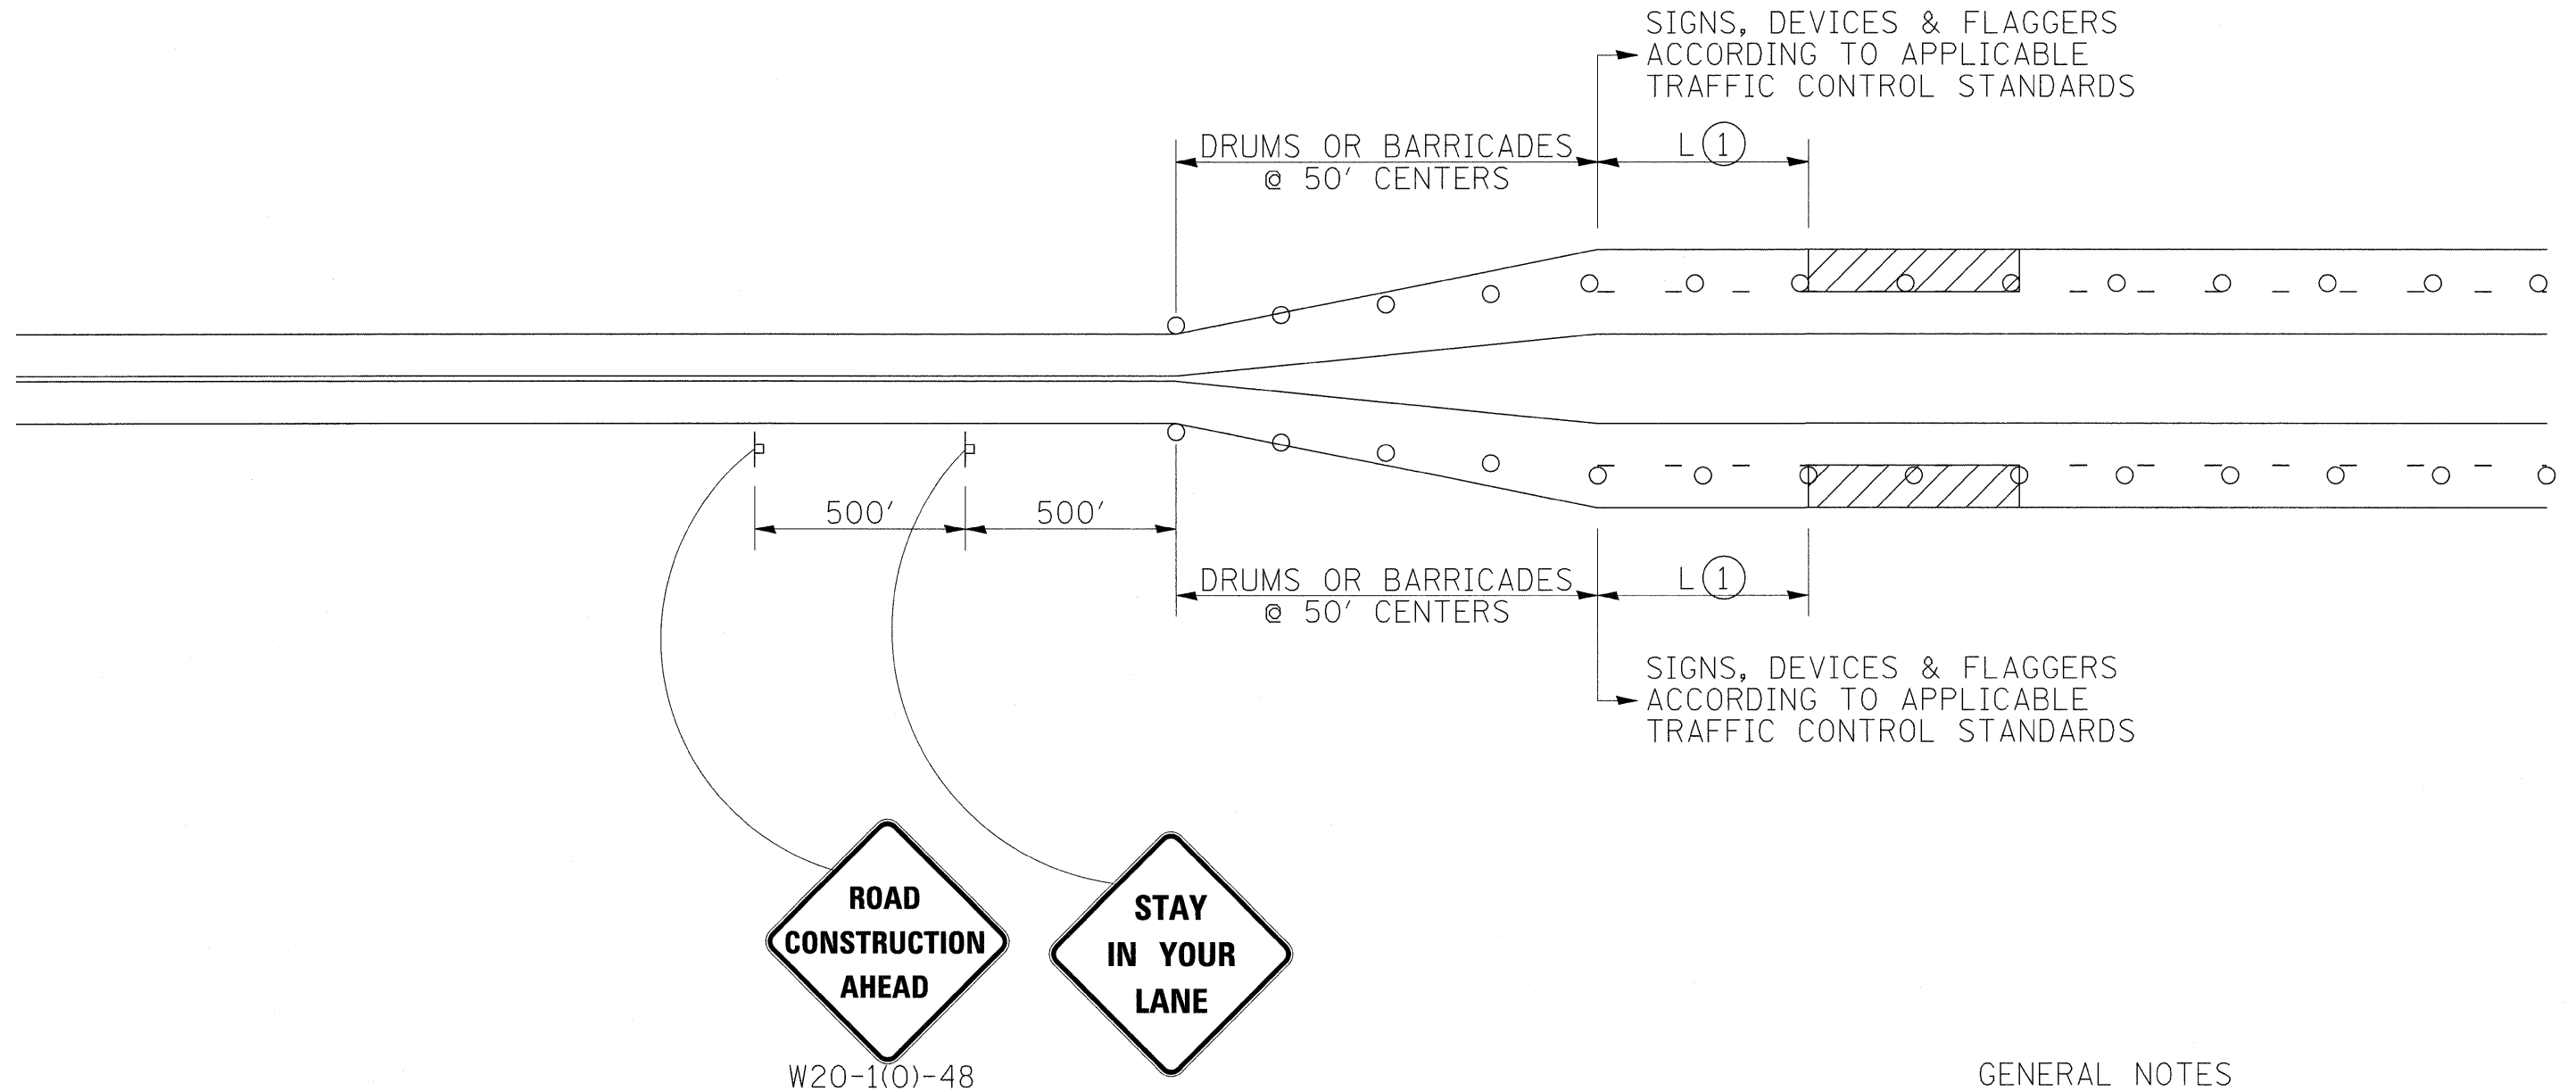 SIGNS, DEVICES & FLAGGERS
ACCORDING TO APPLICABLE
TRAFFIC CONTROL STANDARDS
DRUMS OR BARRICADES
@ 50' CENTERS
L 1
500'
500'
DRUMS OR BARRICADES
@ 50' CENTERS
L 1
SIGNS, DEVICES & FLAGGERS
ACCORDING TO APPLICABLE
TRAFFIC CONTROL STANDARDS
ROAD
CONSTRUCTION
AHEAD
STAY
IN YOUR
LANE
W20-1(O)-48
GENERAL NOTES